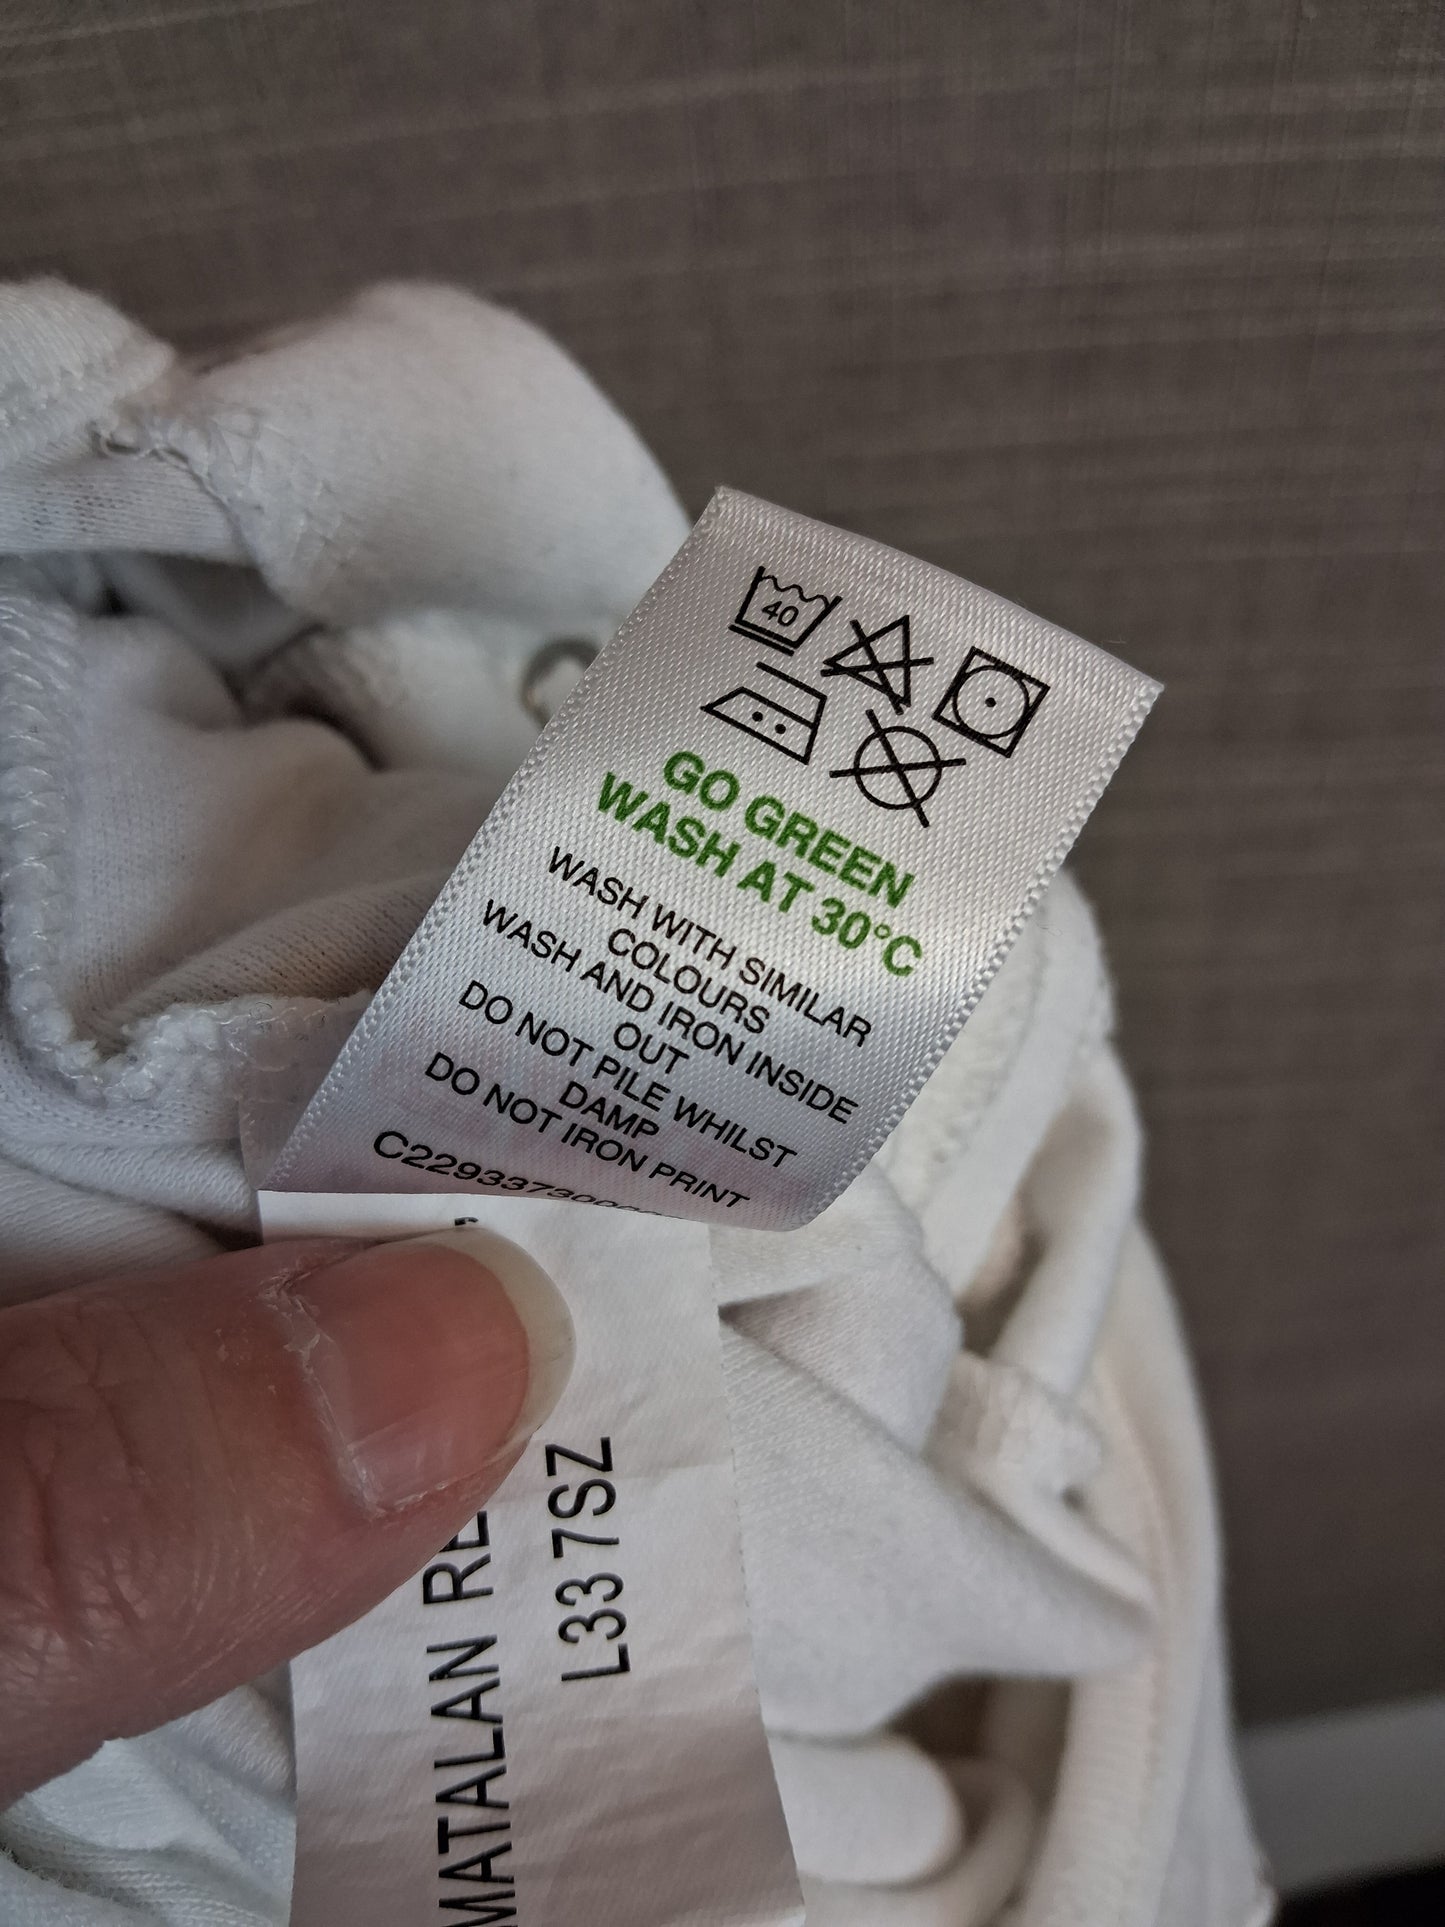 40
GO GREEN
WASH AT 30°C
WASH WITH SIMILAR
COLOURS
WASH AND IRON INSIDE
OUT
DO NOT PILE WHILST
DAMP
DO NOT IRON PRINT
MATALAN
L33 7SZ